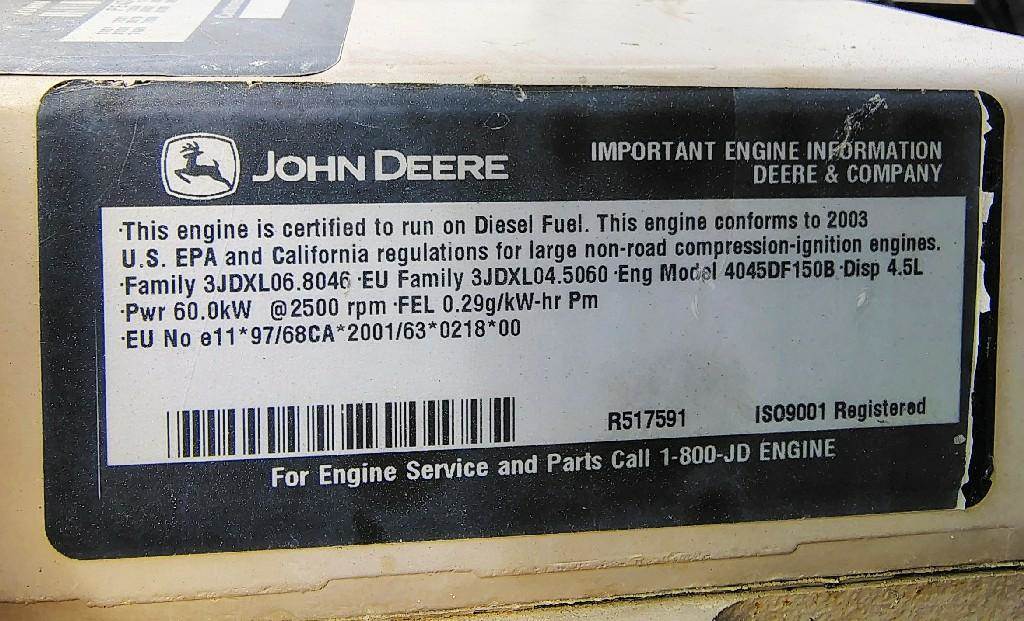 JOHN DEERE
IMPORTANT ENGINE INFORMATION
DEERE & COMPANY
·This engine is certified to run on Diesel Fuel. This engine conforms to 2003
U.S. EPA and California regulations for large non-road compression-ignition engines.
·Family 3JDXL06.8046 ·EU Family 3JDXL04.5060 ·Eng Model 4045DF150B ·Disp 4.5L
·Pwr 60.0kW @2500 rpm ·FEL 0.29g/kW-hr Pm
·EU No e11*97/68CA*2001/63*0218*00
R517591 ISO9001 Registered
For Engine Service and Parts Call 1-800-JD ENGINE